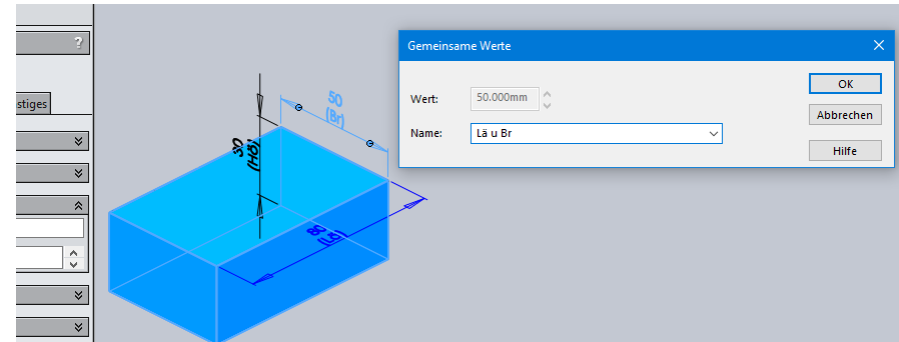 ?
stiges
50
(Br)
30
(Hö)
80
(Lä)
Gemeinsame Werte
Wert:
50.000mm
Name:
Lä u Br
OK
Abbrechen
Hilfe